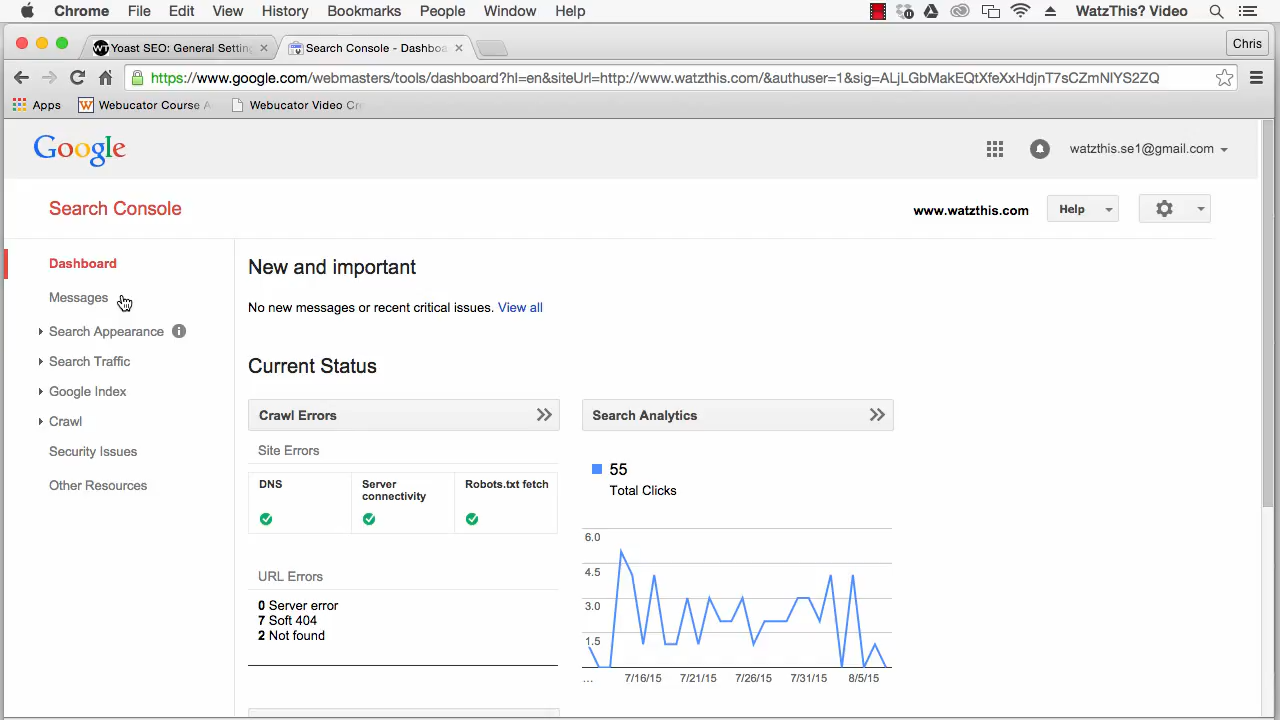 Chrome File Edit View History Bookmarks People Window Help WatzThis? Video
Yoast SEO: General Settin
Search Console - Dashboa
Chris
https://www.google.com/webmasters/tools/dashboard?hl=en&siteUrl=http://www.watzthis.com/&authuser=1&sig=ALjLGbMakEQtXfeXxHdjnT7sCZmNlYS2ZQ
Apps Webucator Course A Webucator Video Cre
Google
watzthis.se1@gmail.com
Search Console
www.watzthis.com
Help
Dashboard
Messages
Search Appearance
Search Traffic
Google Index
Crawl
Security Issues
Other Resources
New and important
No new messages or recent critical issues. View all
Current Status
Crawl Errors
Site Errors
DNS
Server
connectivity
Robots.txt fetch
URL Errors
0 Server error
7 Soft 404
2 Not found
Search Analytics
55
Total Clicks
6.0
4.5
3.0
1.5
... 7/16/15 7/21/15 7/26/15 7/31/15 8/5/15